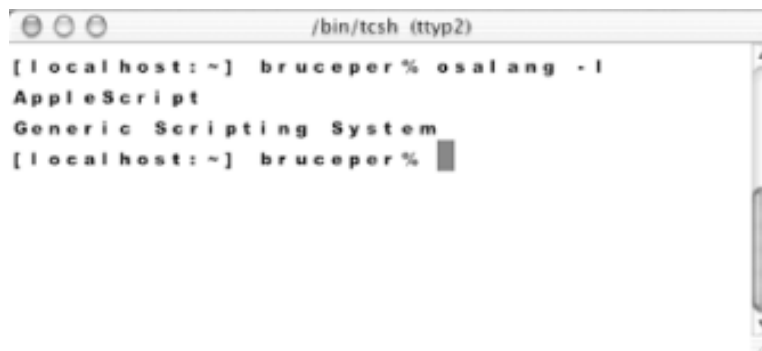 /bin/tcsh (ttyp2)
[localhost:~] bruceper% osalang -l
AppleScript
Generic Scripting System
[localhost:~] bruceper%